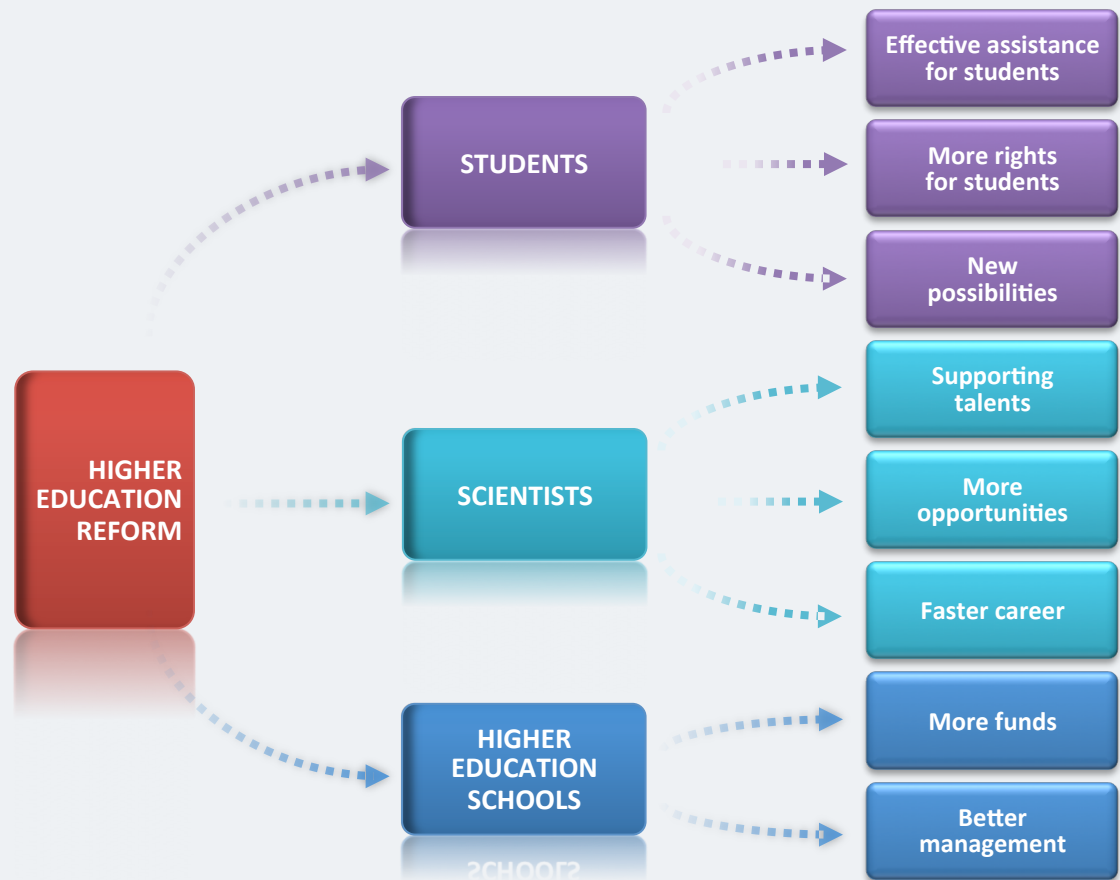 Effective assistance
for students
STUDENTS
More rights
for students
New
possibilities
HIGHER
EDUCATION
REFORM
Supporting
talents
SCIENTISTS
More
opportunities
Faster career
HIGHER
EDUCATION
SCHOOLS
More funds
Better
management